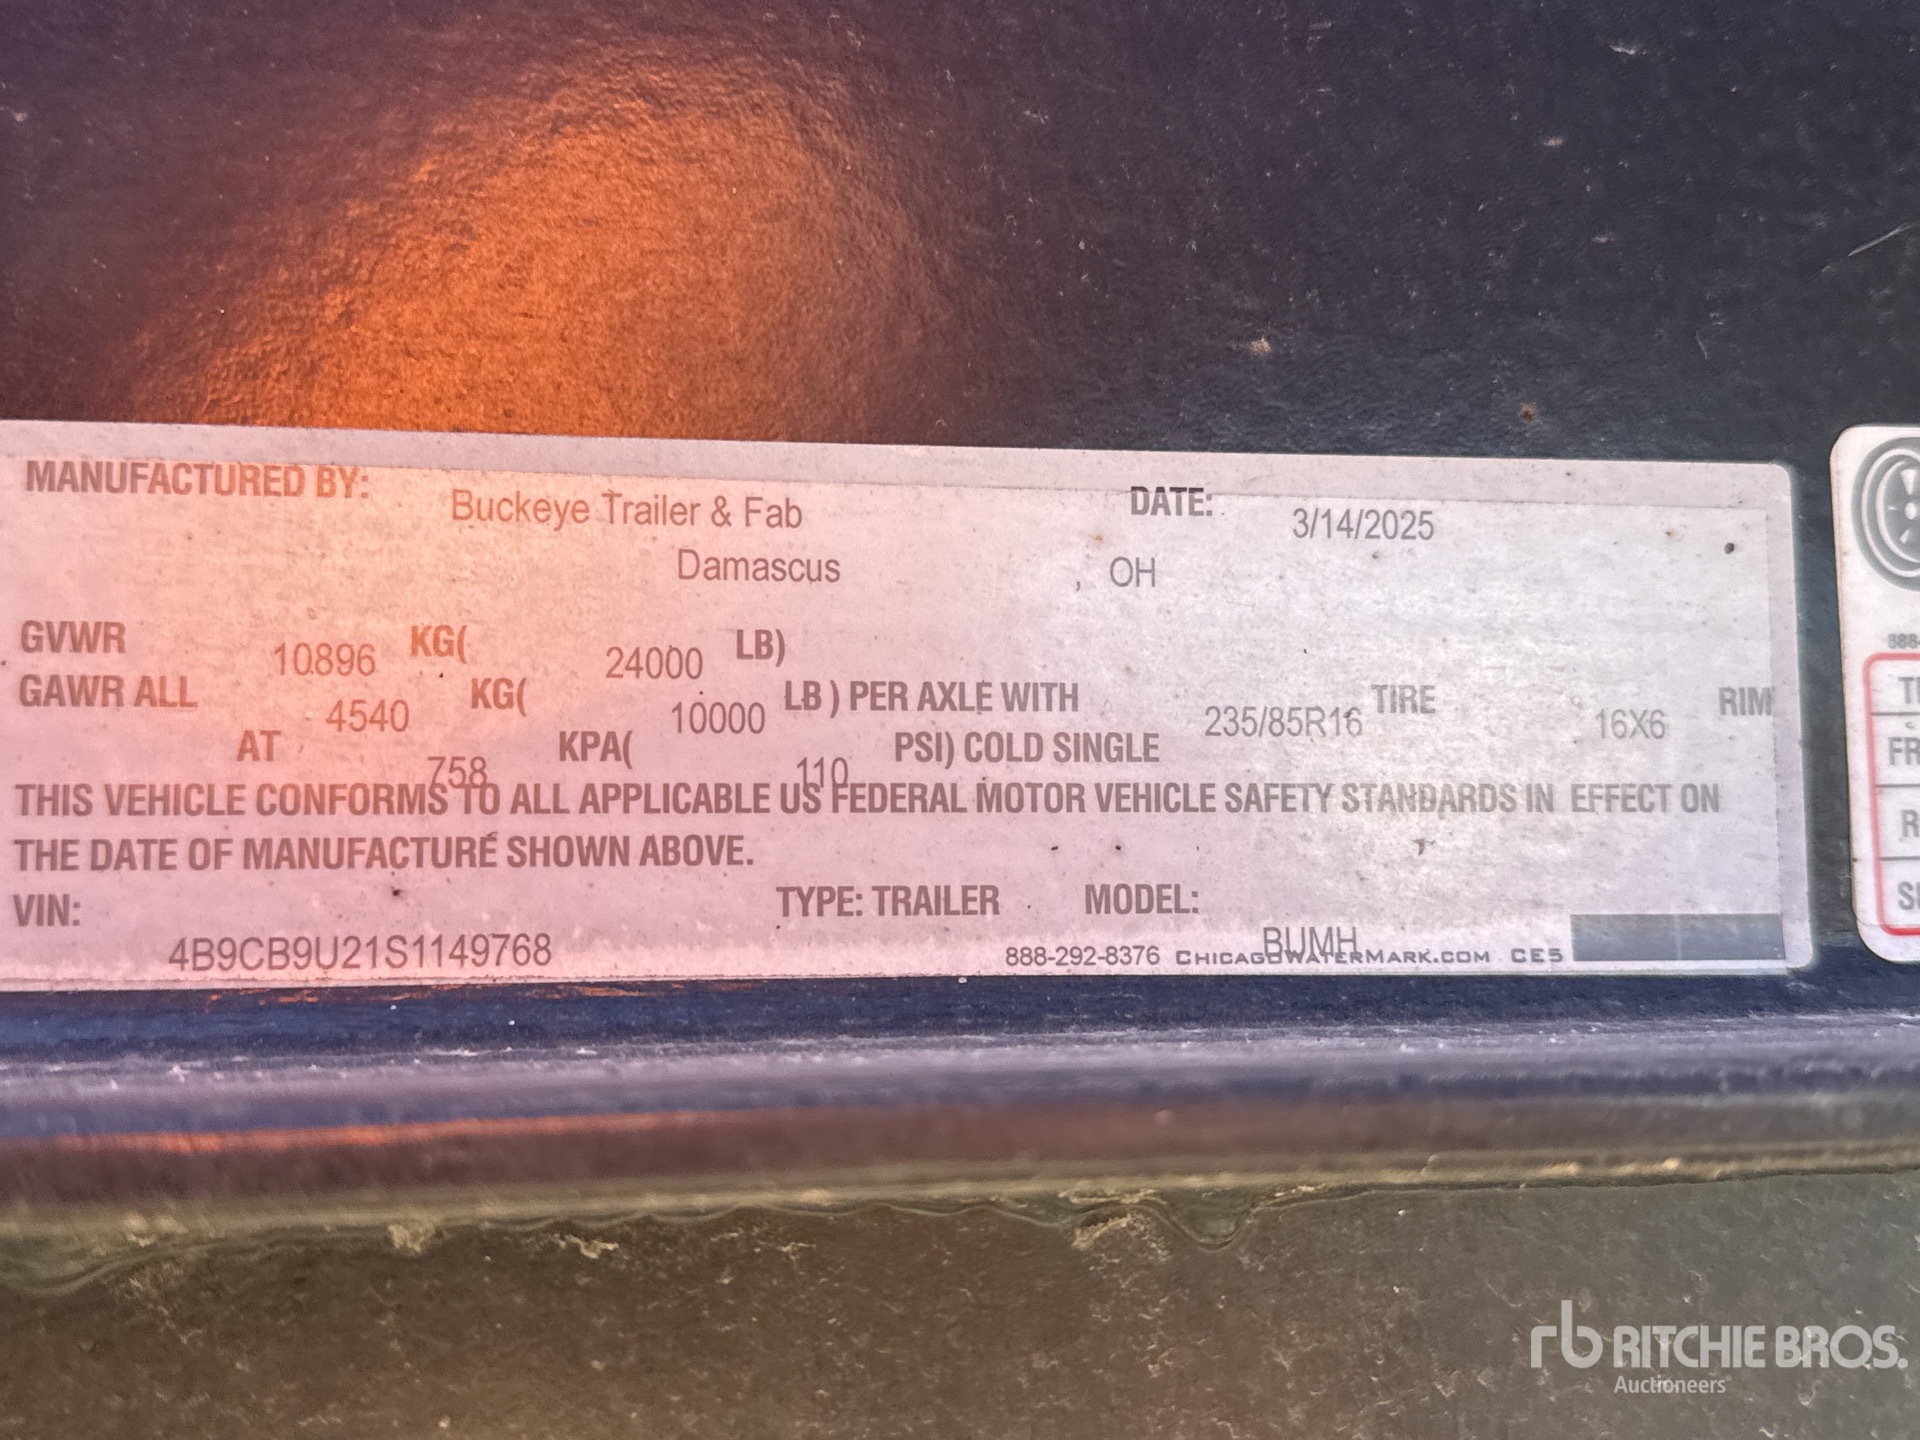 MANUFACTURED BY: Buckeye Trailer & Fab DATE: 3/14/2025
Damascus , OH
GVWR 10896 KG( 24000 LB)
GAWR ALL 4540 KG( 10000 LB ) PER AXLE WITH 235/85R16 TIRE 16X6 RIM
AT 758 KPA( 110 PSI) COLD SINGLE
THIS VEHICLE CONFORMS TO ALL APPLICABLE US FEDERAL MOTOR VEHICLE SAFETY STANDARDS IN EFFECT ON
THE DATE OF MANUFACTURE SHOWN ABOVE.
VIN: 4B9CB9U21S1149768 TYPE: TRAILER MODEL: BUMH
888-292-8376 CHICAGOWATERMARK.COM CE5
888-
FR
rb RITCHIE BROS.
Auctioneers